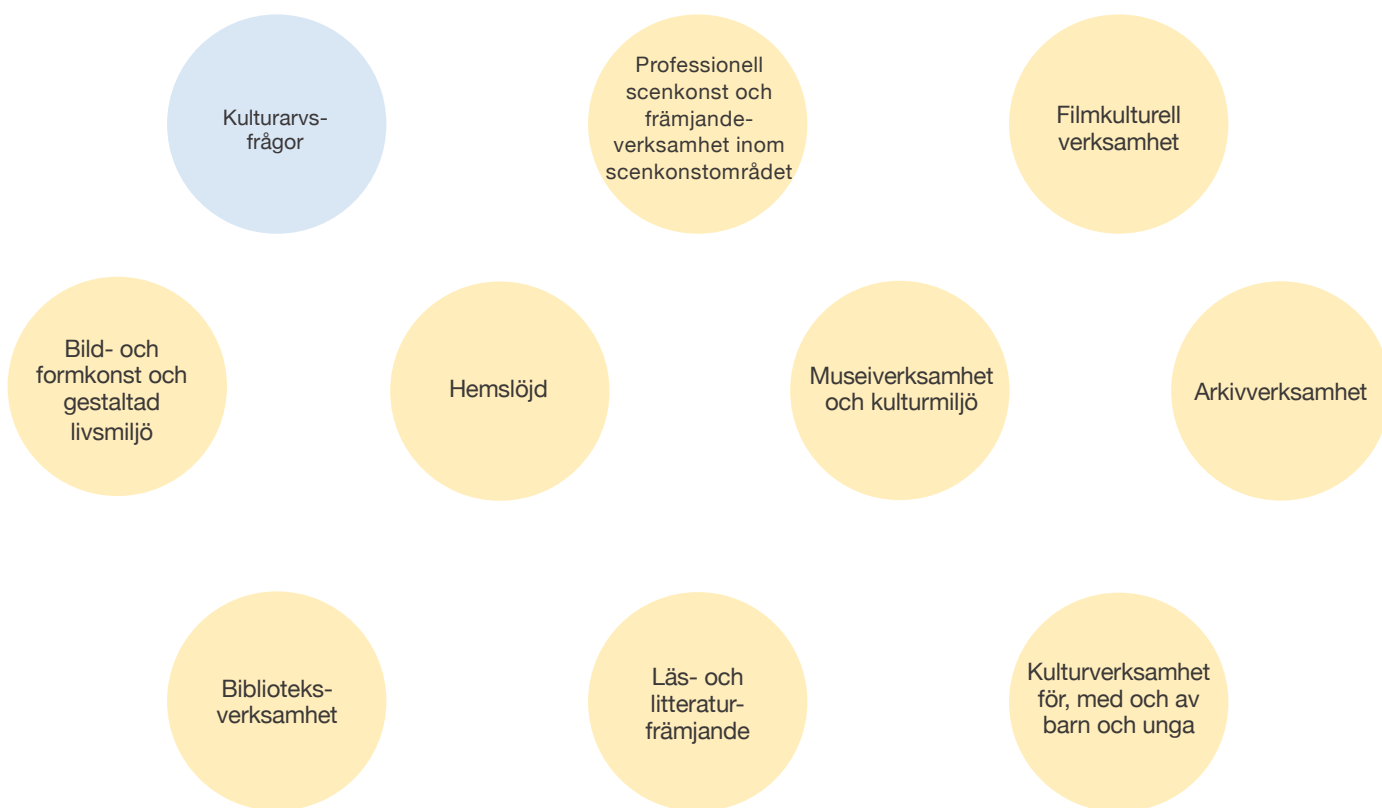 Kulturarvs-
frågor
Professionell
scenkonst och
främjande-
verksamhet inom
scenkonstområdet
Filmkulturell
verksamhet
Bild- och
formkonst och
gestaltad
livsmiljö
Hemslöjd
Museiverksamhet
och kulturmiljö
Arkivverksamhet
Biblioteks-
verksamhet
Läs- och
litteratur-
främjande
Kulturverksamhet
för, med och av
barn och unga